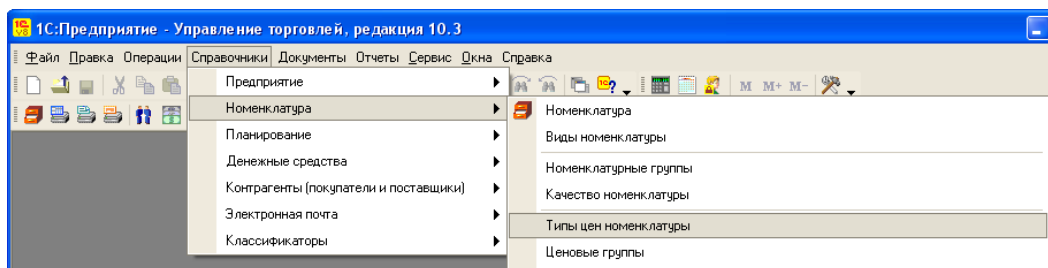 1С:Предприятие - Управление торговлей, редакция 10.3
Файл Правка Операции Справочники Документы Отчеты Сервис Окна Справка
M M+ M-
Предприятие
Номенклатура
Планирование
Денежные средства
Контрагенты (покупатели и поставщики)
Электронная почта
Классификаторы
Номенклатура
Виды номенклатуры
Номенклатурные группы
Качество номенклатуры
Типы цен номенклатуры
Ценовые группы